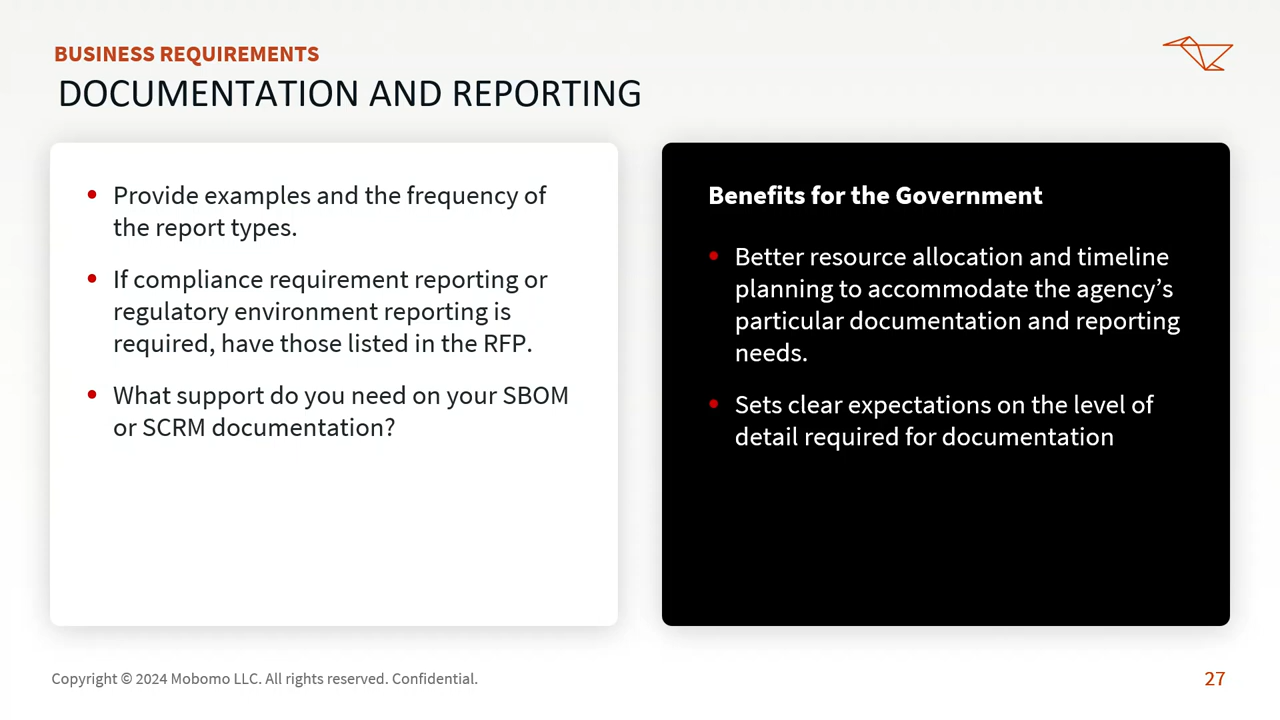 BUSINESS REQUIREMENTS
DOCUMENTATION AND REPORTING
• Provide examples and the frequency of
the report types.
• If compliance requirement reporting or
regulatory environment reporting is
required, have those listed in the RFP.
• What support do you need on your SBOM
or SCRM documentation?
Benefits for the Government
• Better resource allocation and timeline
planning to accommodate the agency’s
particular documentation and reporting
needs.
• Sets clear expectations on the level of
detail required for documentation
Copyright © 2024 Mobomo LLC. All rights reserved. Confidential.
27